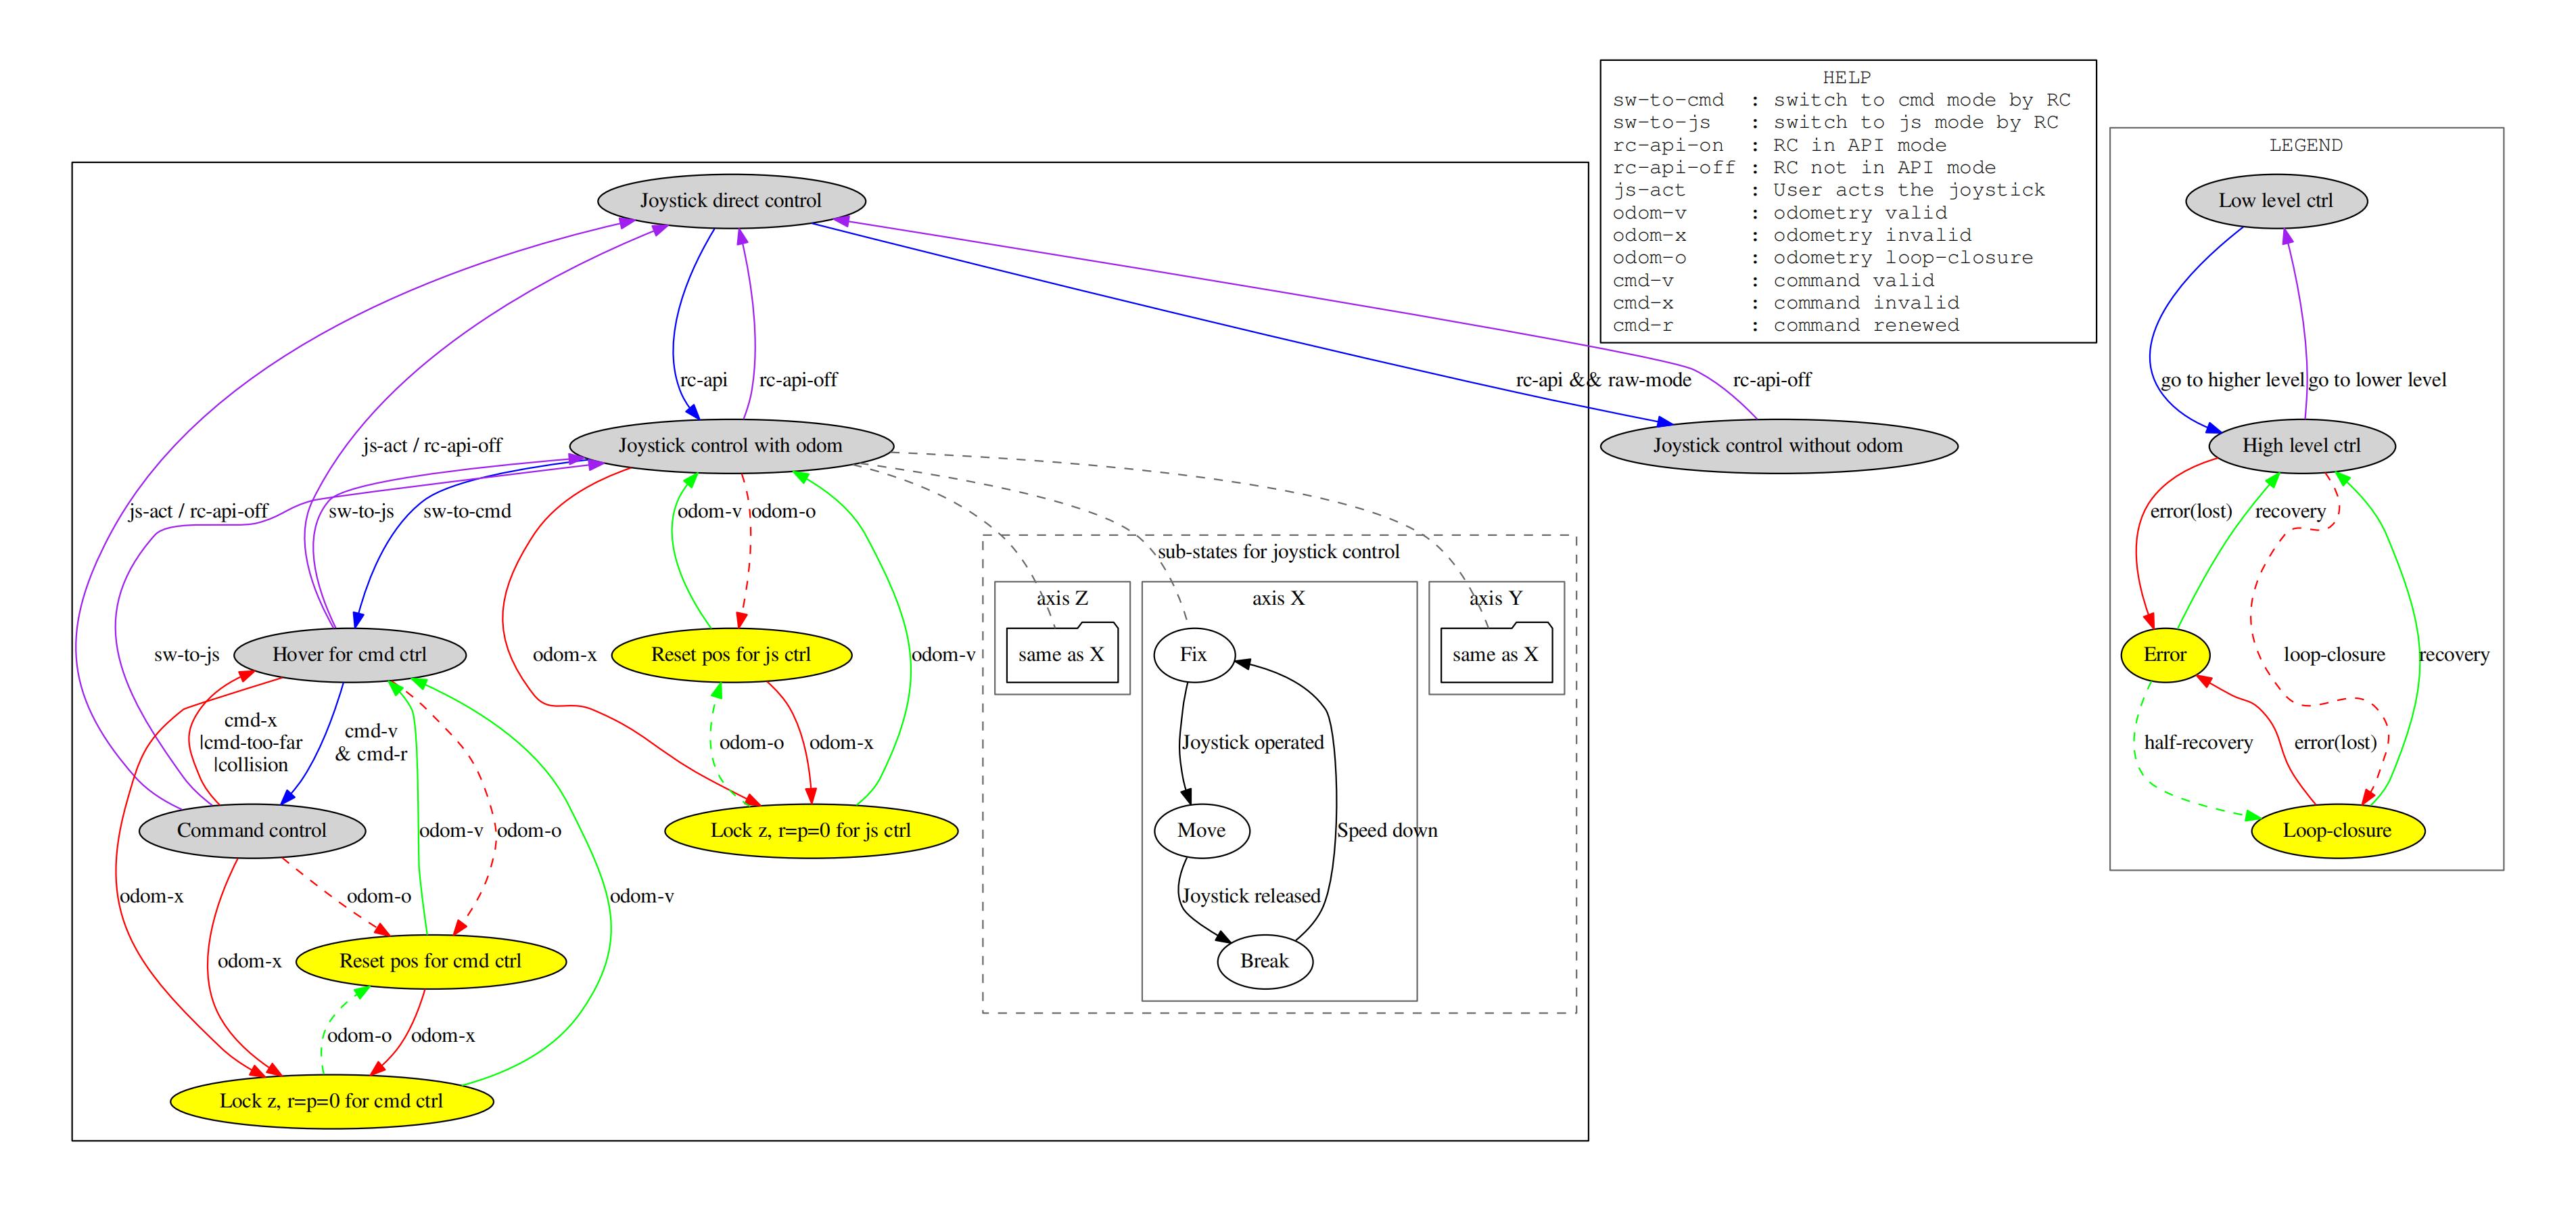 HELP
sw-to-cmd : switch to cmd mode by RC
sw-to-js : switch to js mode by RC
rc-api-on : RC in API mode
rc-api-off : RC not in API mode
js-act : User acts the joystick
odom-v : odometry valid
odom-x : odometry invalid
odom-o : odometry loop-closure
cmd-v : command valid
cmd-x : command invalid
cmd-r : command renewed
Joystick direct control
rc-api
rc-api-off
rc-api && raw-mode
rc-api-off
js-act / rc-api-off
Joystick control with odom
Joystick control without odom
js-act / rc-api-off
sw-to-js
sw-to-cmd
odom-v
odom-o
sub-states for joystick control
axis Z
axis X
axis Y
sw-to-js
Hover for cmd ctrl
odom-x
Reset pos for js ctrl
odom-v
same as X
Fix
same as X
cmd-x
|cmd-too-far
|collision
cmd-v
& cmd-r
odom-o
odom-x
Joystick operated
Command control
odom-v
odom-o
Lock z, r=p=0 for js ctrl
Move
Speed down
odom-x
odom-o
odom-v
Joystick released
odom-x
Reset pos for cmd ctrl
Break
odom-o
odom-x
Lock z, r=p=0 for cmd ctrl
LEGEND
Low level ctrl
go to higher level
go to lower level
High level ctrl
error(lost)
recovery
Error
loop-closure
recovery
half-recovery
error(lost)
Loop-closure